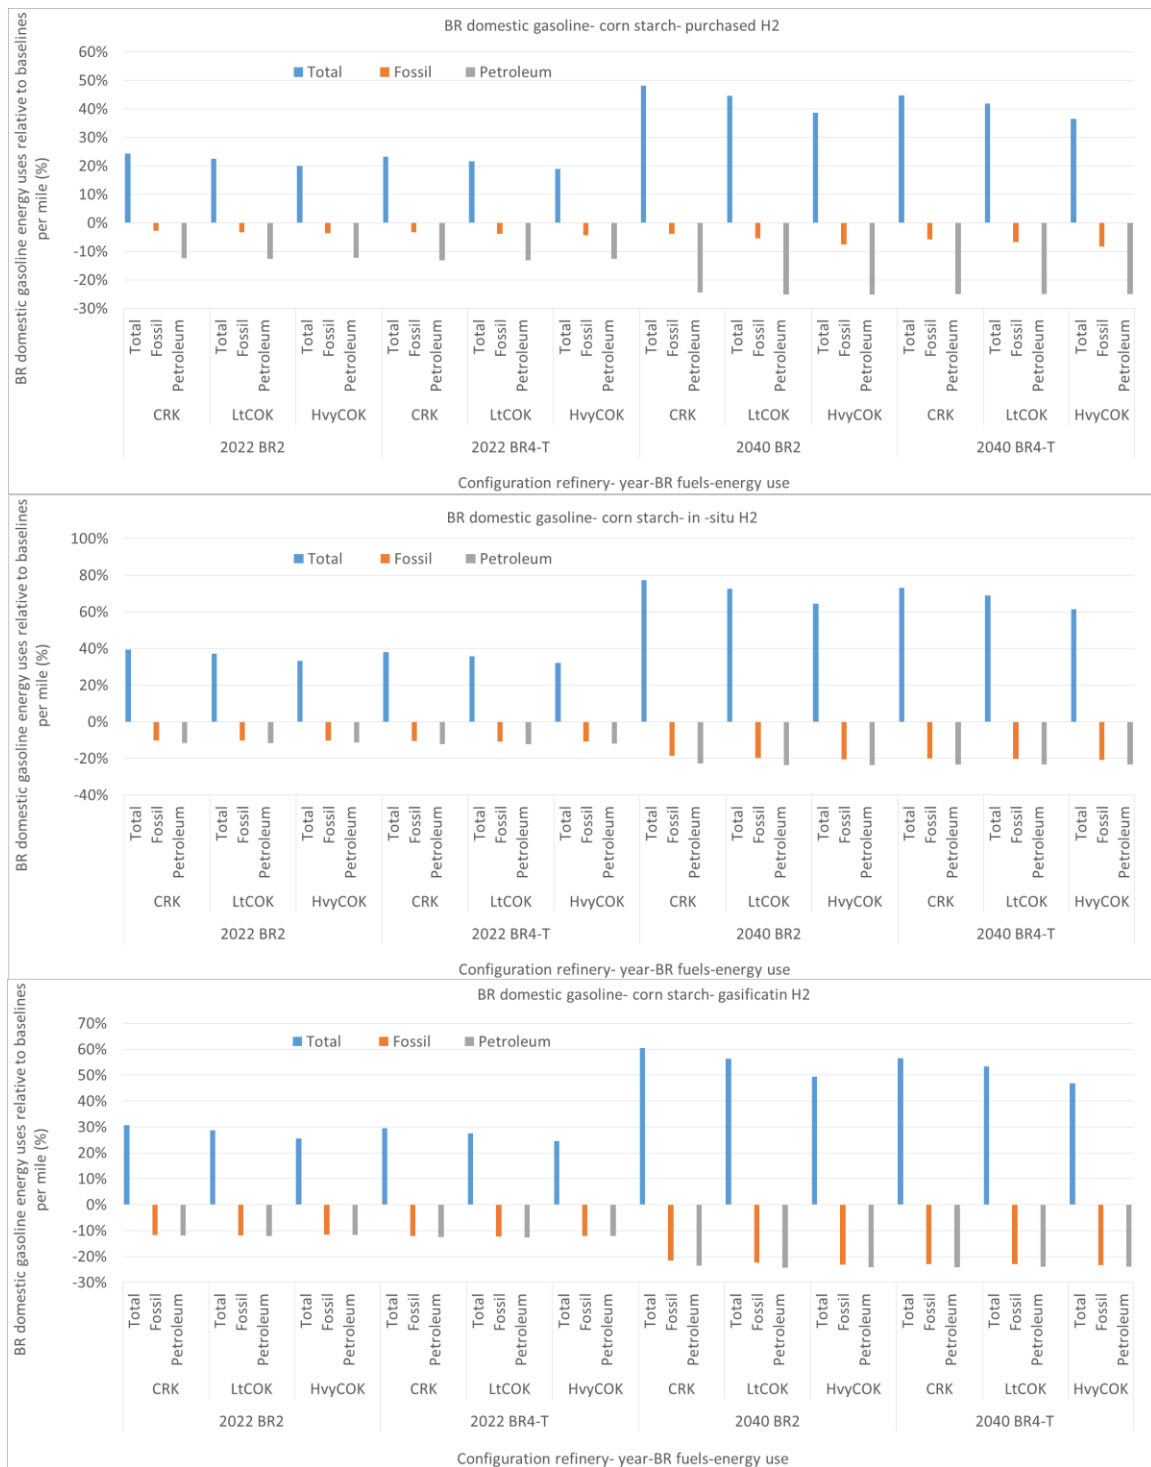 BR domestic gasoline- corn starch- purchased H2
BR domestic gasoline energy uses relative to baselines
per mile (%)
60%
50%
40%
30%
20%
10%
0%
-10%
-20%
-30%
Total Fossil Petroleum
Total Fossil Petroleum Total Fossil Petroleum Total Fossil Petroleum Total Fossil Petroleum Total Fossil Petroleum Total Fossil Petroleum Total Fossil Petroleum Total Fossil Petroleum Total Fossil Petroleum Total Fossil Petroleum Total Fossil Petroleum Total Fossil Petroleum
CRK LtCOK HvyCOK CRK LtCOK HvyCOK CRK LtCOK HvyCOK CRK LtCOK HvyCOK
2022 BR2 2022 BR4-T 2040 BR2 2040 BR4-T
Configuration refinery- year-BR fuels-energy use
BR domestic gasoline- corn starch- in -situ H2
BR domestic gasoline energy uses relative to baselines
per mile (%)
100%
80%
60%
40%
20%
0%
-20%
-40%
Total Fossil Petroleum
Total Fossil Petroleum Total Fossil Petroleum Total Fossil Petroleum Total Fossil Petroleum Total Fossil Petroleum Total Fossil Petroleum Total Fossil Petroleum Total Fossil Petroleum Total Fossil Petroleum Total Fossil Petroleum Total Fossil Petroleum Total Fossil Petroleum
CRK LtCOK HvyCOK CRK LtCOK HvyCOK CRK LtCOK HvyCOK CRK LtCOK HvyCOK
2022 BR2 2022 BR4-T 2040 BR2 2040 BR4-T
Configuration refinery- year-BR fuels-energy use
BR domestic gasoline- corn starch- gasificatin H2
BR domestic gasoline energy uses relative to baselines
per mile (%)
70%
60%
50%
40%
30%
20%
10%
0%
-10%
-20%
-30%
Total Fossil Petroleum
Total Fossil Petroleum Total Fossil Petroleum Total Fossil Petroleum Total Fossil Petroleum Total Fossil Petroleum Total Fossil Petroleum Total Fossil Petroleum Total Fossil Petroleum Total Fossil Petroleum Total Fossil Petroleum Total Fossil Petroleum Total Fossil Petroleum
CRK LtCOK HvyCOK CRK LtCOK HvyCOK CRK LtCOK HvyCOK CRK LtCOK HvyCOK
2022 BR2 2022 BR4-T 2040 BR2 2040 BR4-T
Configuration refinery- year-BR fuels-energy use